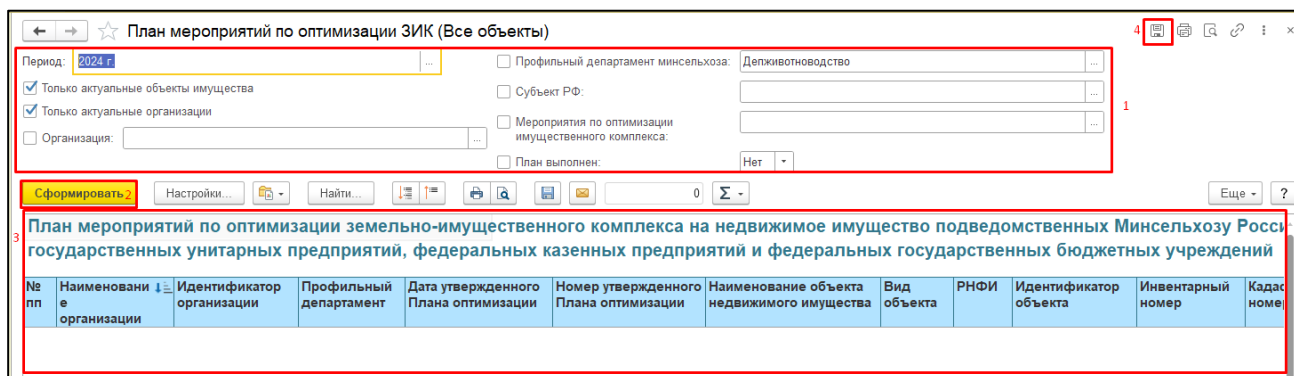 План мероприятий по оптимизации ЗИК (Все объекты)
4
Период: 2024 г. ...
Профильный департамент минсельхоза: Депживотноводство ...
Только актуальные объекты имущества
Субъект РФ: ...
Только актуальные организации
1
Мероприятия по оптимизации имущественного комплекса: ...
Организация: ...
План выполнен: Нет
Сформировать 2 Настройки... Найти... 0 Σ Еще ?
3
План мероприятий по оптимизации земельно-имущественного комплекса на недвижимое имущество подведомственных Минсельхозу Росси
государственных унитарных предприятий, федеральных казенных предприятий и федеральных государственных бюджетных учреждений
№ пп
Наименовани е организации
Идентификатор организации
Профильный департамент
Дата утвержденного Плана оптимизации
Номер утвержденного Плана оптимизации
Наименование объекта недвижимого имущества
Вид объекта
РНФИ
Идентификатор объекта
Инвентарный номер
Кадас номер